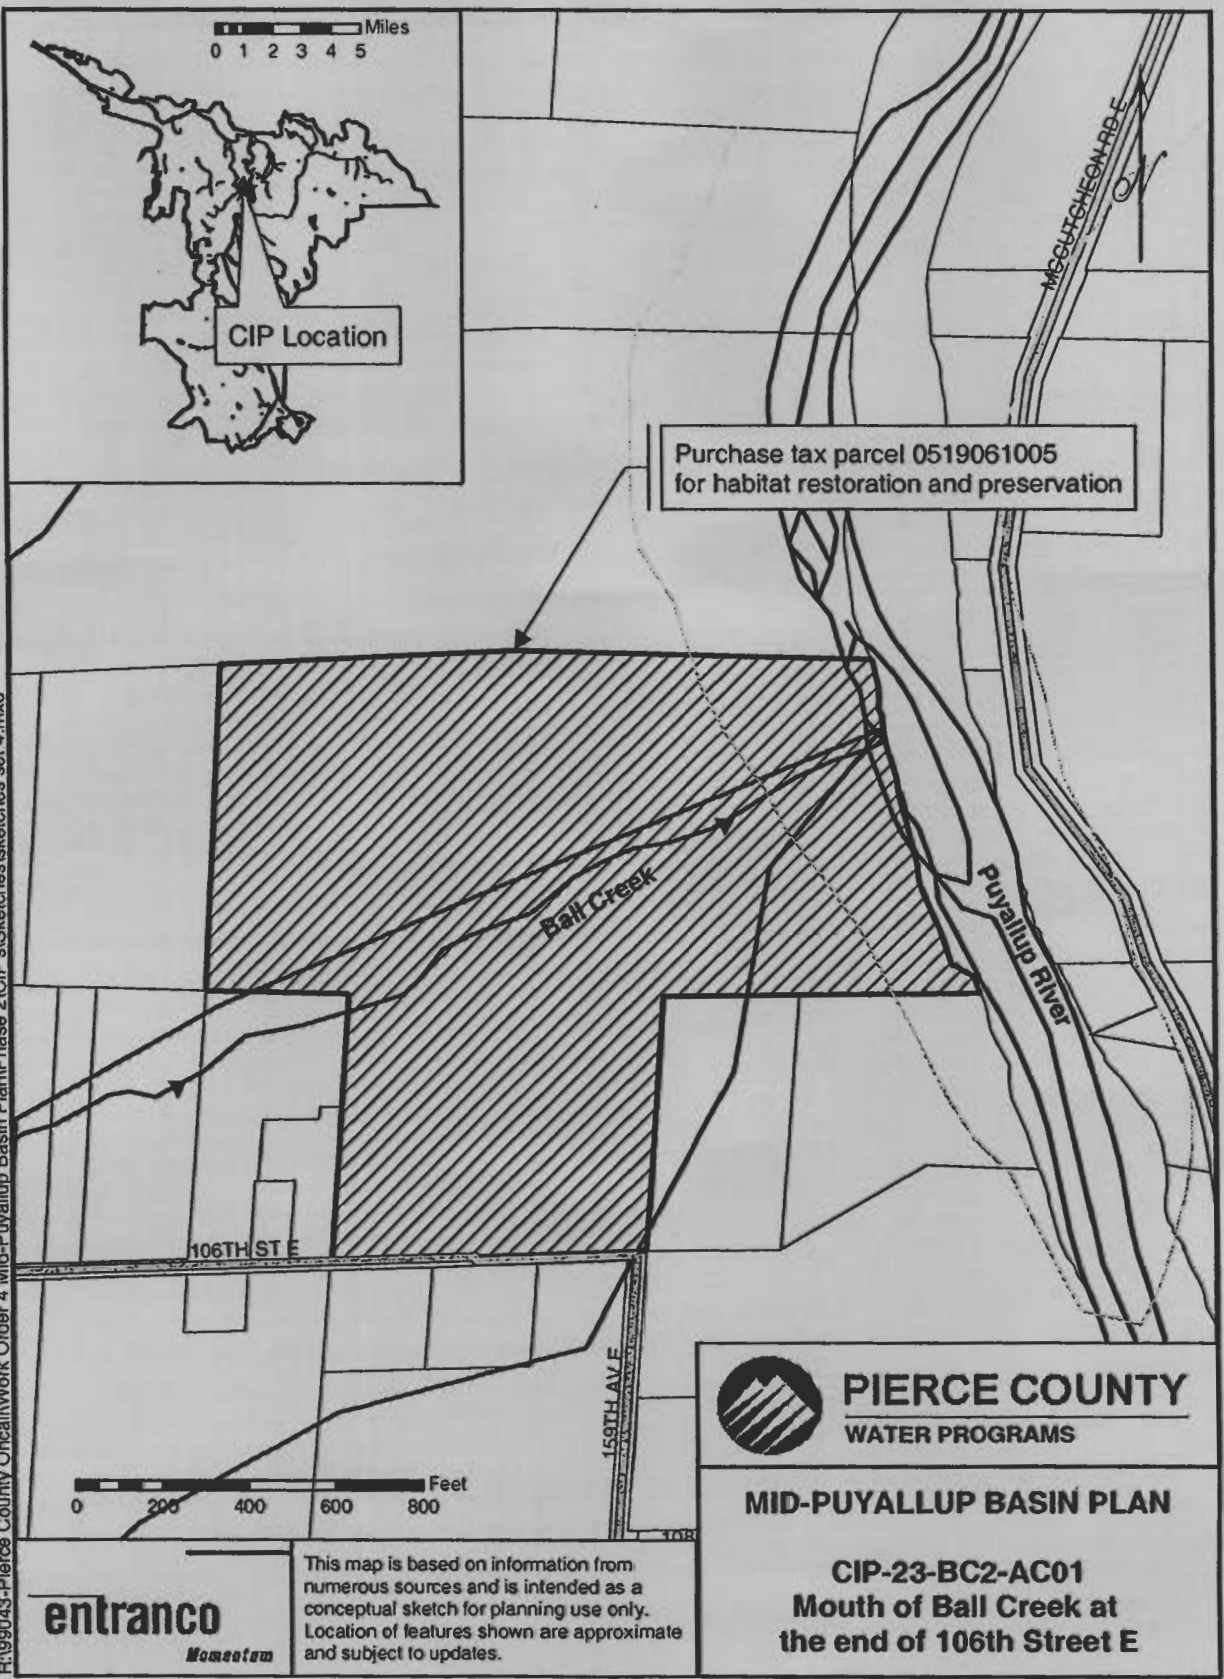 Miles
0 1 2 3 4 5
CIP Location
MCCUTCHEON RD E
Purchase tax parcel 0519061005
for habitat restoration and preservation
Ball Creek
Puyallup River
106TH ST E
159TH AV E
108
Feet
0 200 400 600 800
PIERCE COUNTY
WATER PROGRAMS
MID-PUYALLUP BASIN PLAN
CIP-23-BC2-AC01
Mouth of Ball Creek at
the end of 106th Street E
entranco
Momentum
This map is based on information from
numerous sources and is intended as a
conceptual sketch for planning use only.
Location of features shown are approximate
and subject to updates.